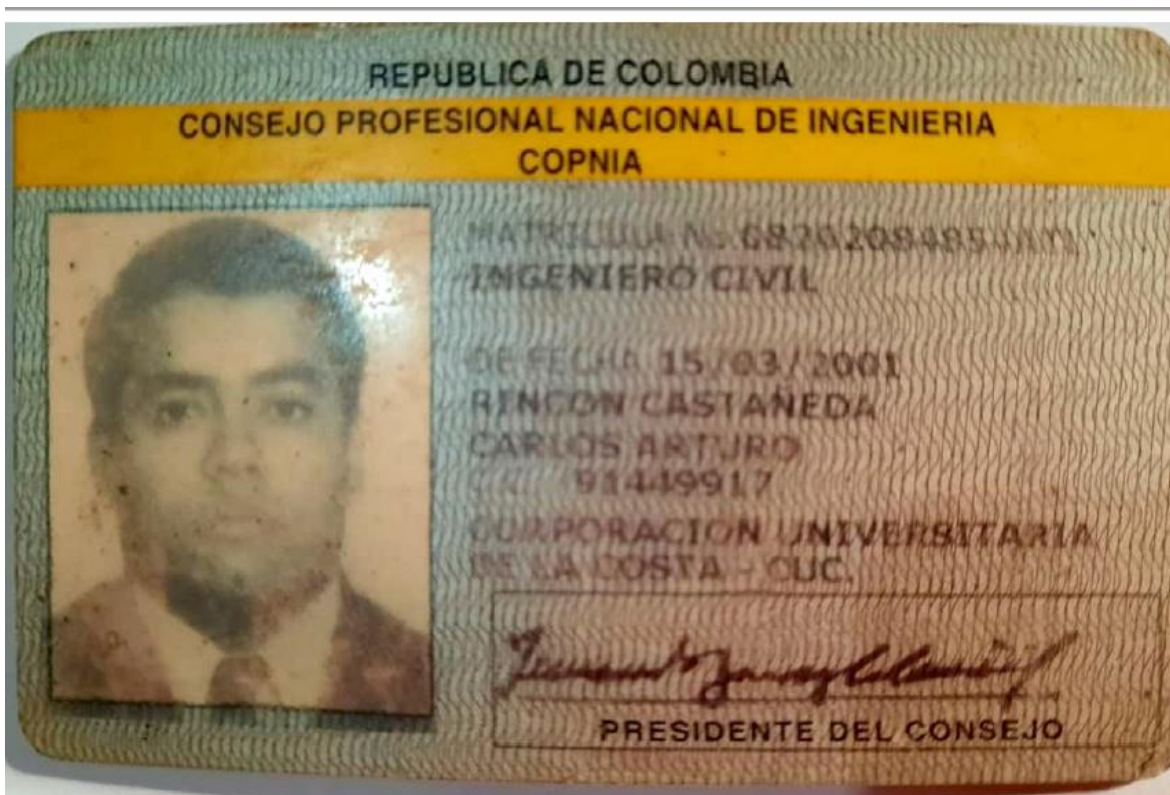 REPUBLICA DE COLOMBIA
CONSEJO PROFESIONAL NACIONAL DE INGENIERIA
COPNIA
MATRICULA No
INGENIERO CIVIL
DE FECHA 15/03/2001
RINCON CASTAÑEDA
CARLOS ARTURO
C.C. 91449917
CORPORACION UNIVERSITARIA
DE LA COSTA - CUC.
PRESIDENTE DEL CONSEJO